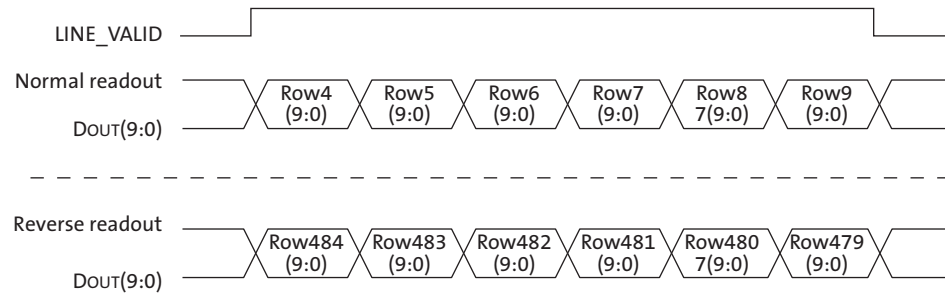 LINE_VALID
Normal readout
Row4 Row5 Row6 Row7 Row8 Row9
(9:0) (9:0) (9:0) (9:0) 7(9:0) (9:0)
DOUT(9:0)
Reverse readout
Row484 Row483 Row482 Row481 Row480 Row479
(9:0) (9:0) (9:0) (9:0) 7(9:0) (9:0)
DOUT(9:0)